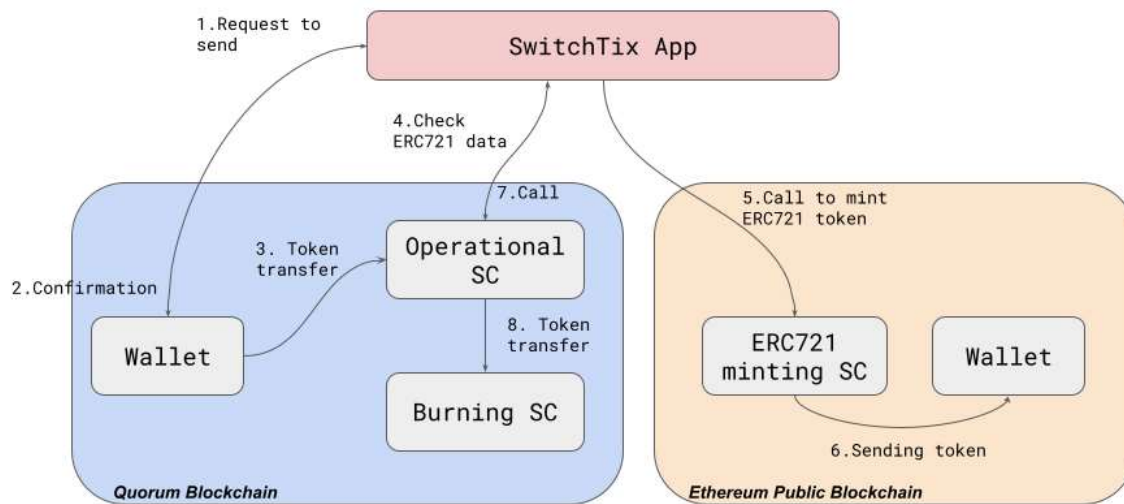 1.Request to
send
SwitchTix App
4.Check
ERC721 data
7.Call
5.Call to mint
ERC721 token
3. Token
transfer
Operational
SC
2.Confirmation
Wallet
8. Token
transfer
ERC721
minting SC
Wallet
Burning SC
6.Sending token
Quorum Blockchain
Ethereum Public Blockchain